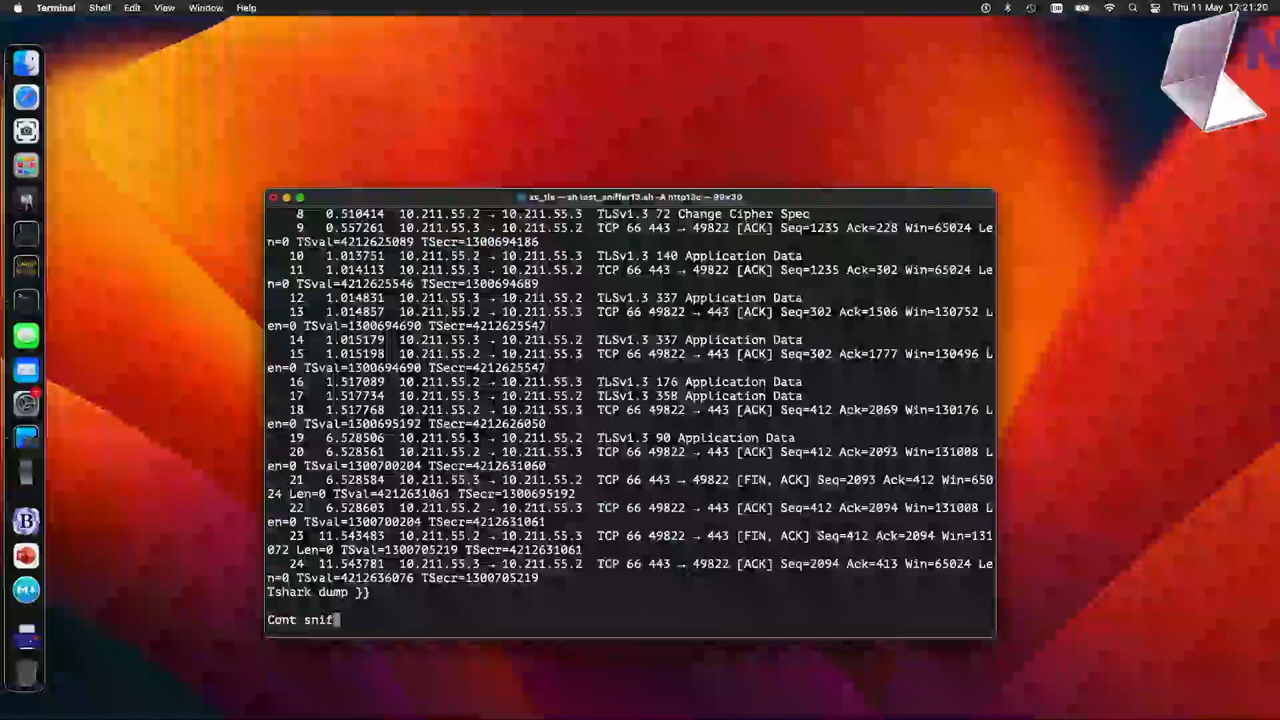 Terminal Shell Edit View Window Help Thu 11 May 17:21:20
xs_tls — sh test_sniffer13.sh -A http13c — 99×30
8 0.510414 10.211.55.2 → 10.211.55.3 TLSv1.3 72 Change Cipher Spec
9 0.557261 10.211.55.3 → 10.211.55.2 TCP 66 443 → 49822 [ACK] Seq=1235 Ack=228 Win=65024 Le
n=0 TSval=4212625089 TSecr=1300694186
10 1.013751 10.211.55.2 → 10.211.55.3 TLSv1.3 140 Application Data
11 1.014113 10.211.55.3 → 10.211.55.2 TCP 66 443 → 49822 [ACK] Seq=1235 Ack=302 Win=65024 Le
n=0 TSval=4212625546 TSecr=1300694689
12 1.014831 10.211.55.3 → 10.211.55.2 TLSv1.3 337 Application Data
13 1.014857 10.211.55.2 → 10.211.55.3 TCP 66 49822 → 443 [ACK] Seq=302 Ack=1506 Win=130752 L
en=0 TSval=1300694690 TSecr=4212625547
14 1.015179 10.211.55.3 → 10.211.55.2 TLSv1.3 337 Application Data
15 1.015198 10.211.55.2 → 10.211.55.3 TCP 66 49822 → 443 [ACK] Seq=302 Ack=1777 Win=130496 L
en=0 TSval=1300694690 TSecr=4212625547
16 1.517089 10.211.55.2 → 10.211.55.3 TLSv1.3 176 Application Data
17 1.517734 10.211.55.3 → 10.211.55.2 TLSv1.3 358 Application Data
18 1.517768 10.211.55.2 → 10.211.55.3 TCP 66 49822 → 443 [ACK] Seq=412 Ack=2069 Win=130176 L
en=0 TSval=1300695192 TSecr=4212626050
19 6.528506 10.211.55.3 → 10.211.55.2 TLSv1.3 90 Application Data
20 6.528561 10.211.55.2 → 10.211.55.3 TCP 66 49822 → 443 [ACK] Seq=412 Ack=2093 Win=131008 L
en=0 TSval=1300700204 TSecr=4212631060
21 6.528584 10.211.55.3 → 10.211.55.2 TCP 66 443 → 49822 [FIN, ACK] Seq=2093 Ack=412 Win=650
24 Len=0 TSval=4212631061 TSecr=1300695192
22 6.528603 10.211.55.2 → 10.211.55.3 TCP 66 49822 → 443 [ACK] Seq=412 Ack=2094 Win=131008 L
en=0 TSval=1300700204 TSecr=4212631061
23 11.543483 10.211.55.2 → 10.211.55.3 TCP 66 49822 → 443 [FIN, ACK] Seq=412 Ack=2094 Win=131
072 Len=0 TSval=1300705219 TSecr=4212631061
24 11.543781 10.211.55.3 → 10.211.55.2 TCP 66 443 → 49822 [ACK] Seq=2094 Ack=413 Win=65024 Le
n=0 TSval=4212636076 TSecr=1300705219
Tshark dump }}
Cont snif